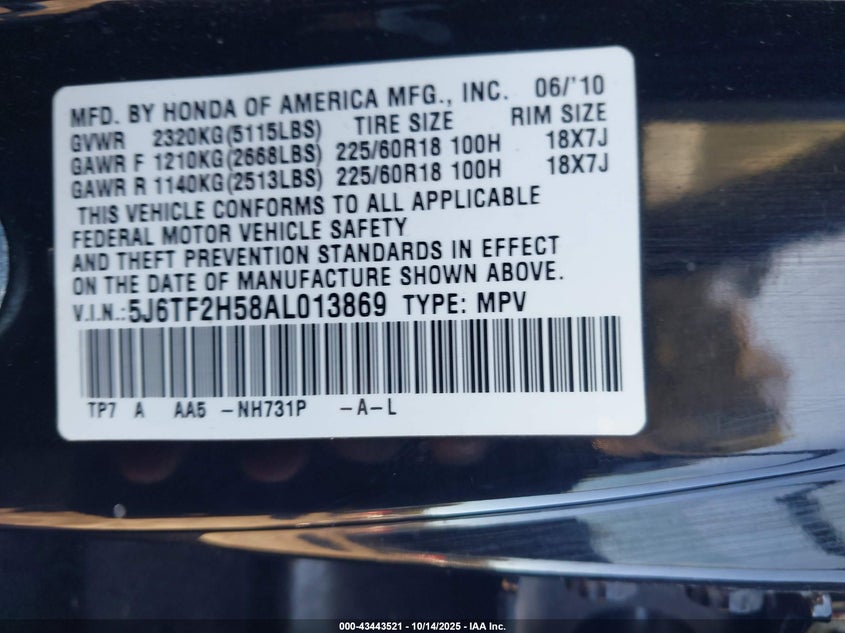 MFD. BY HONDA OF AMERICA MFG., INC. 06/'10
GVWR 2320KG(5115LBS) TIRE SIZE RIM SIZE
GAWR F 1210KG(2668LBS) 225/60R18 100H 18X7J
GAWR R 1140KG(2513LBS) 225/60R18 100H 18X7J
THIS VEHICLE CONFORMS TO ALL APPLICABLE
FEDERAL MOTOR VEHICLE SAFETY
AND THEFT PREVENTION STANDARDS IN EFFECT
ON THE DATE OF MANUFACTURE SHOWN ABOVE.
V.I.N.:5J6TF2H58AL013869 TYPE: MPV
TP7 A AA5 -NH731P -A-L
000-43443521 - 10/14/2025 - IAA Inc.